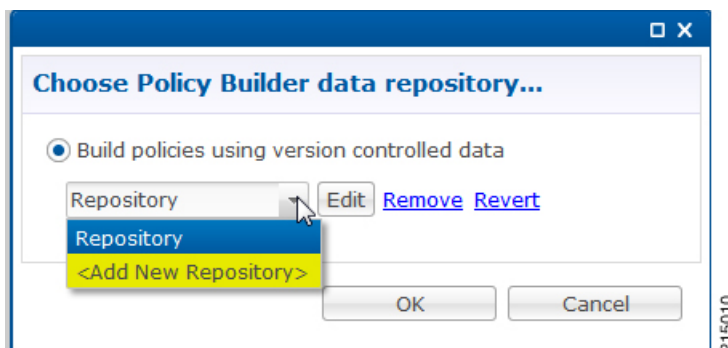 Choose Policy Builder data repository...
Build policies using version controlled data
Repository Edit Remove Revert
Repository
<Add New Repository>
OK Cancel